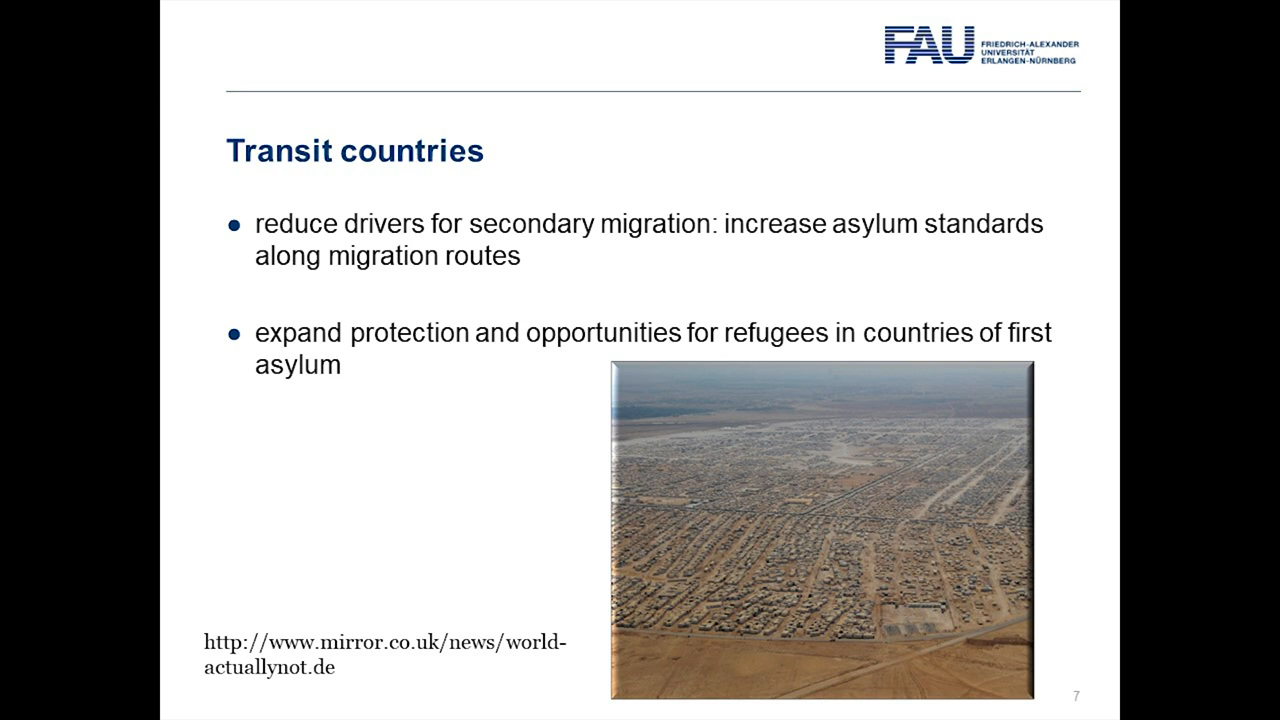 FAU
FRIEDRICH-ALEXANDER
UNIVERSITÄT
ERLANGEN-NÜRNBERG
Transit countries
● reduce drivers for secondary migration: increase asylum standards
along migration routes
● expand protection and opportunities for refugees in countries of first
asylum
http://www.mirror.co.uk/news/world-
actuallynot.de
7